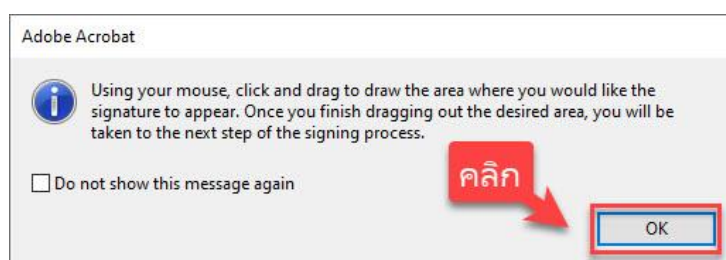 Adobe Acrobat
Using your mouse, click and drag to draw the area where you would like the
signature to appear. Once you finish dragging out the desired area, you will be
taken to the next step of the signing process.
Do not show this message again
คลิก
OK